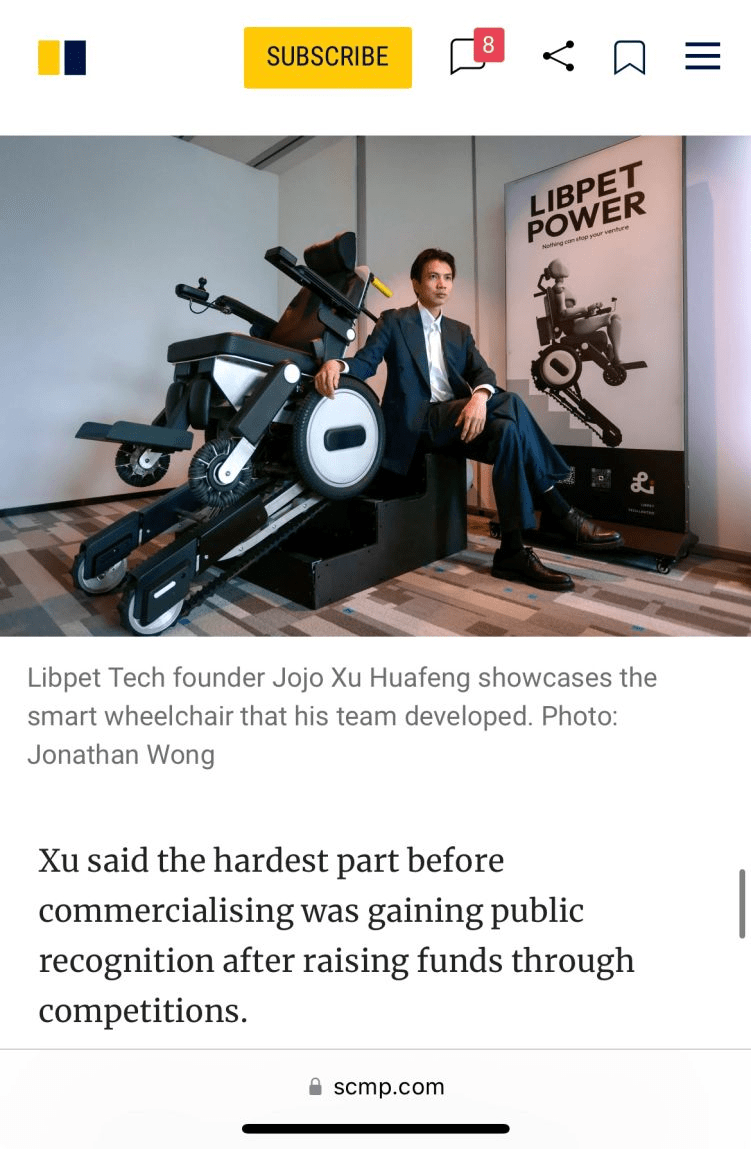 SUBSCRIBE
8
LIBPET
POWER
Nothing can stop your venture
Libpet Tech founder Jojo Xu Huafeng showcases the
smart wheelchair that his team developed. Photo:
Jonathan Wong
Xu said the hardest part before
commercialising was gaining public
recognition after raising funds through
competitions.
scmp.com